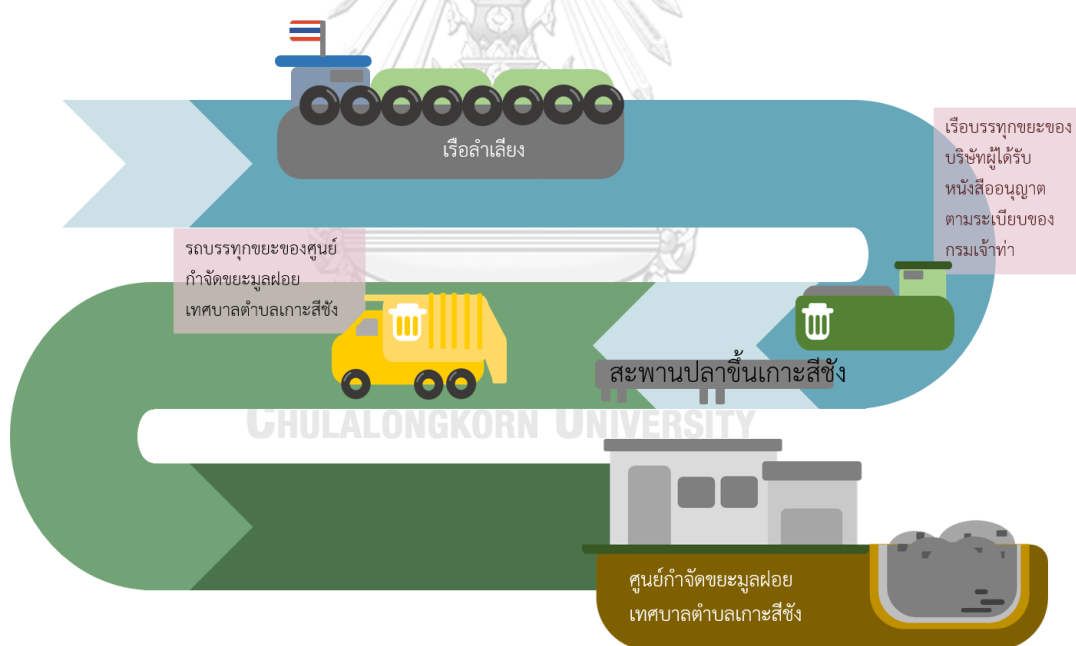 เรือลำเลียง
เรือบรรทุกขยะของ
บริษัทผู้ได้รับ
หนังสืออนุญาต
ตามระเบียบของ
กรมเจ้าท่า
รถบรรทุกขยะของศูนย์
กำจัดขยะมูลฝอย
เทศบาลตำบลเกาะสีชัง
สะพานปลาขึ้นเกาะสีชัง
CHULALONGKORN UNIVERSITY
ศูนย์กำจัดขยะมูลฝอย
เทศบาลตำบลเกาะสีชัง